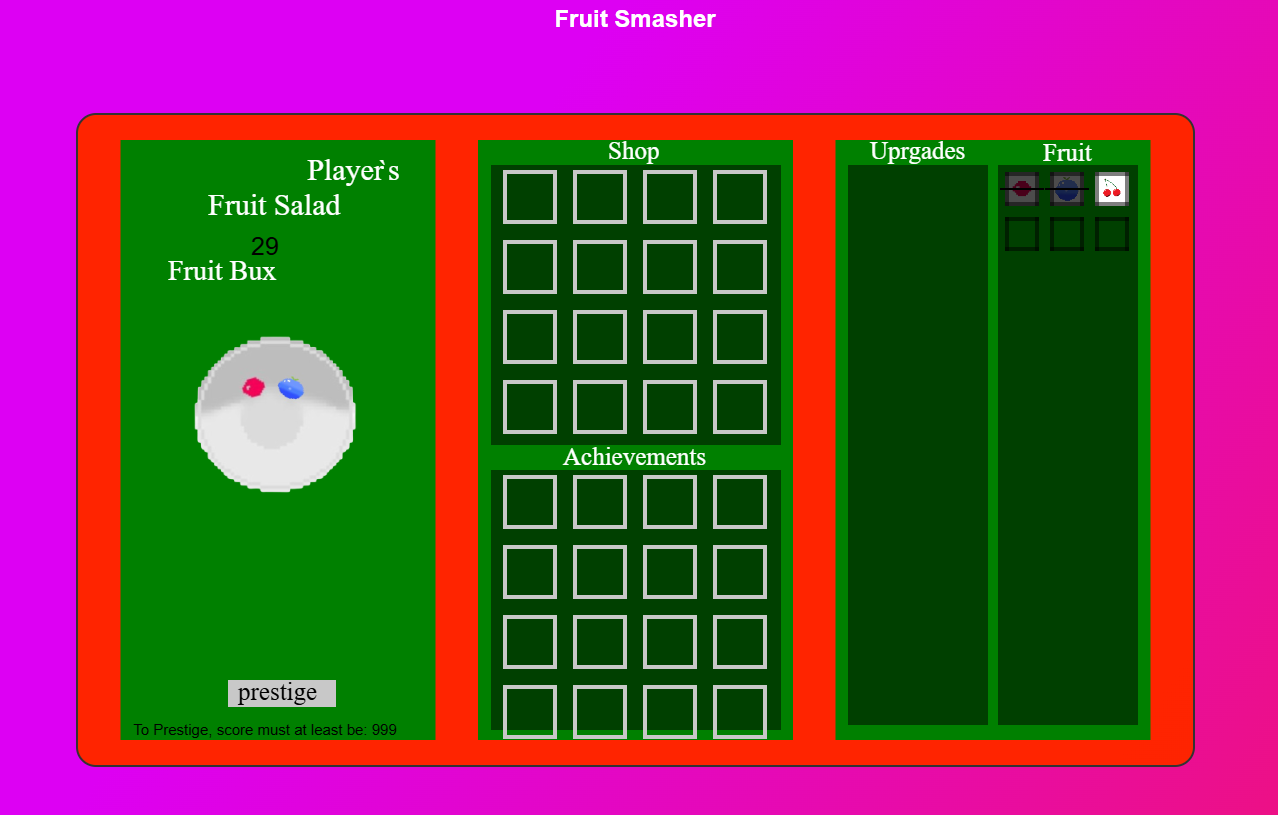 Fruit Smasher
Player`s
Fruit Salad
29
Fruit Bux
prestige
To Prestige, score must at least be: 999
Shop
Achievements
Uprgades
Fruit